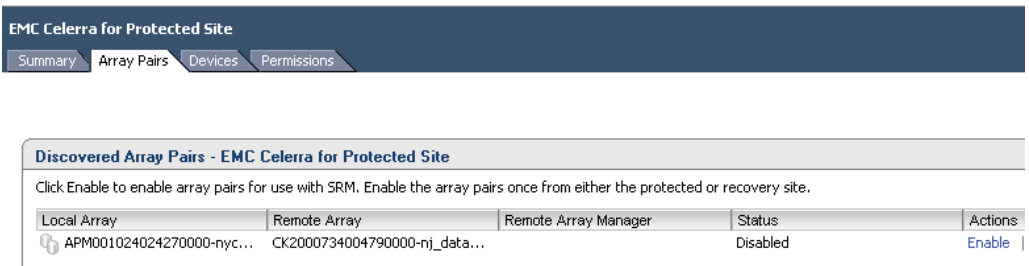 EMC Celerra for Protected Site
Summary Array Pairs Devices Permissions
Discovered Array Pairs - EMC Celerra for Protected Site
Click Enable to enable array pairs for use with SRM. Enable the array pairs once from either the protected or recovery site.
Local Array Remote Array Remote Array Manager Status Actions
APM001024024270000-nyc... CK2000734004790000-nj_data... Disabled Enable |